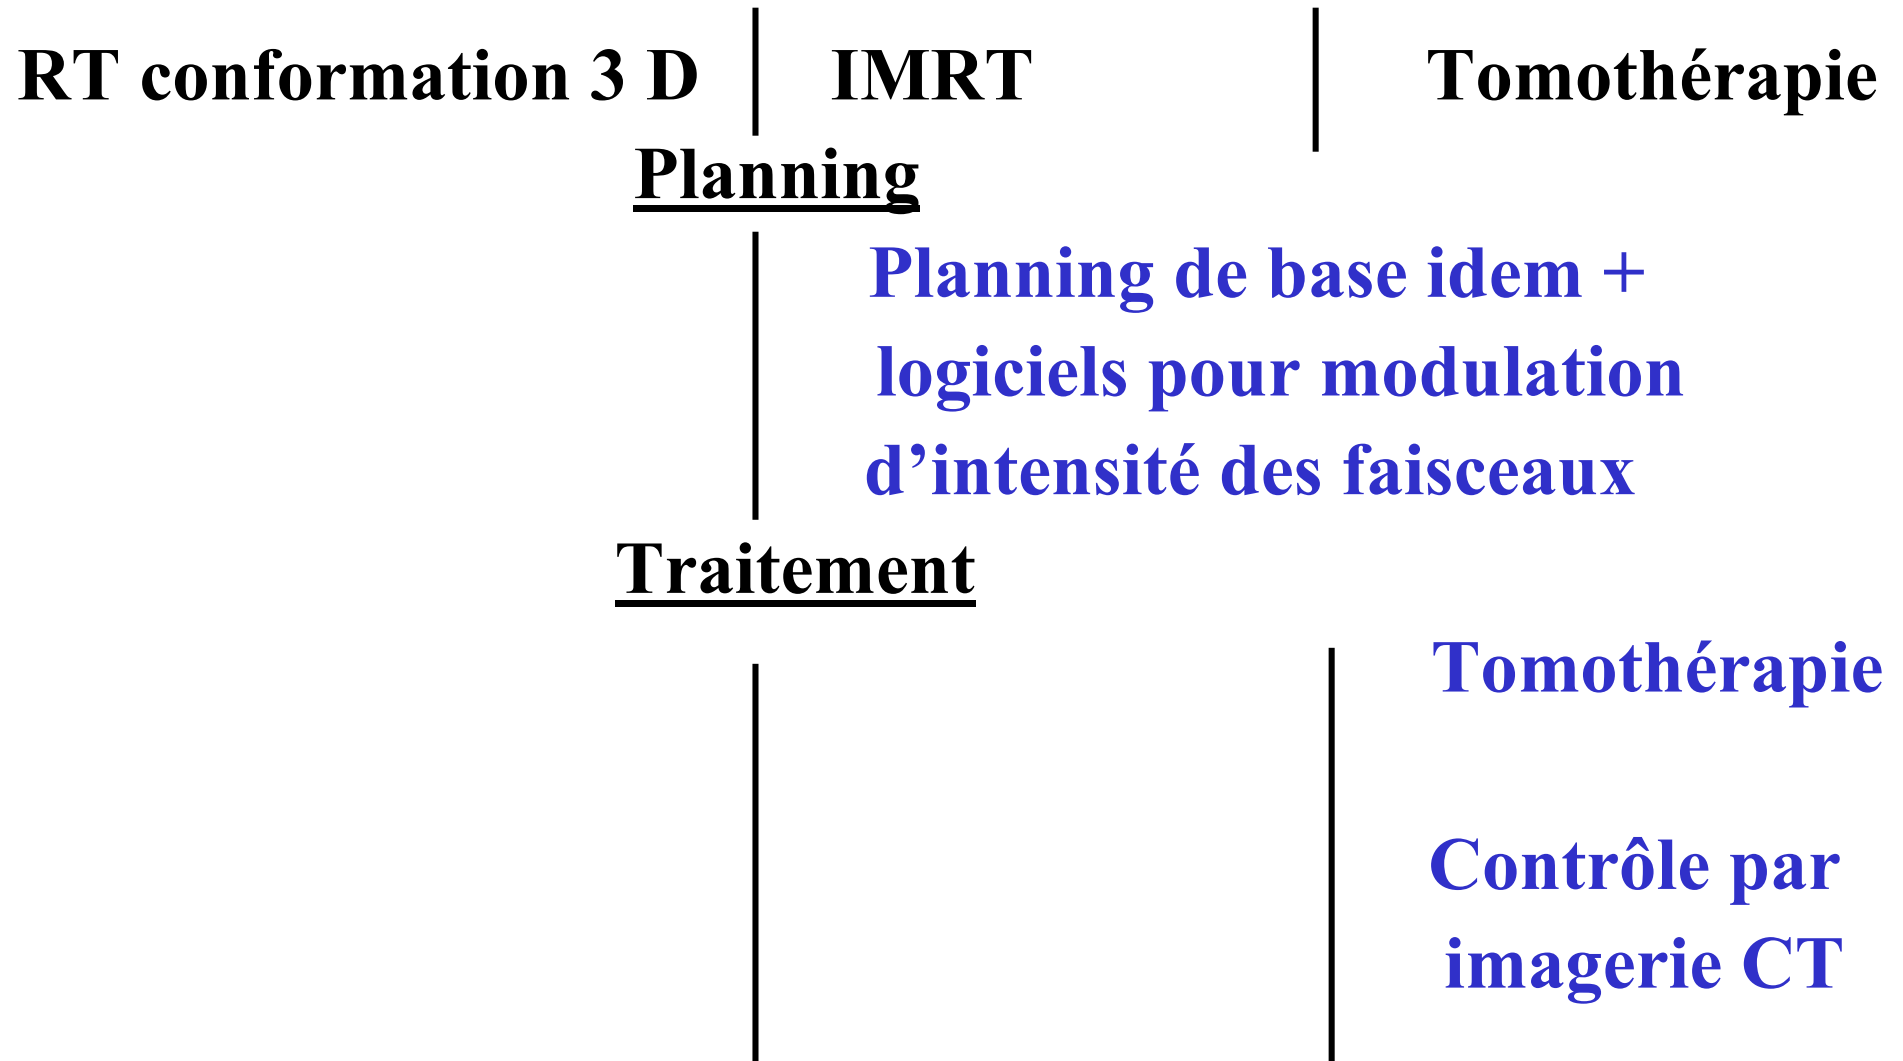 RT conformation 3 D IMRT Tomothérapie
Planning
Planning de base idem +
logiciels pour modulation
d’intensité des faisceaux
Traitement
Tomothérapie
Contrôle par
imagerie CT